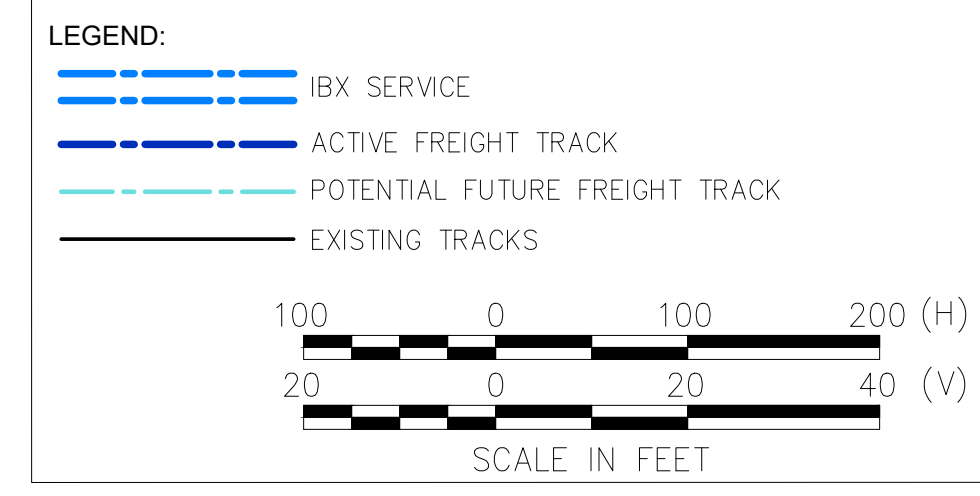 LEGEND:
IBX SERVICE
ACTIVE FREIGHT TRACK
POTENTIAL FUTURE FREIGHT TRACK
EXISTING TRACKS
100 0 100 200 (H)
20 0 20 40 (V)
SCALE IN FEET